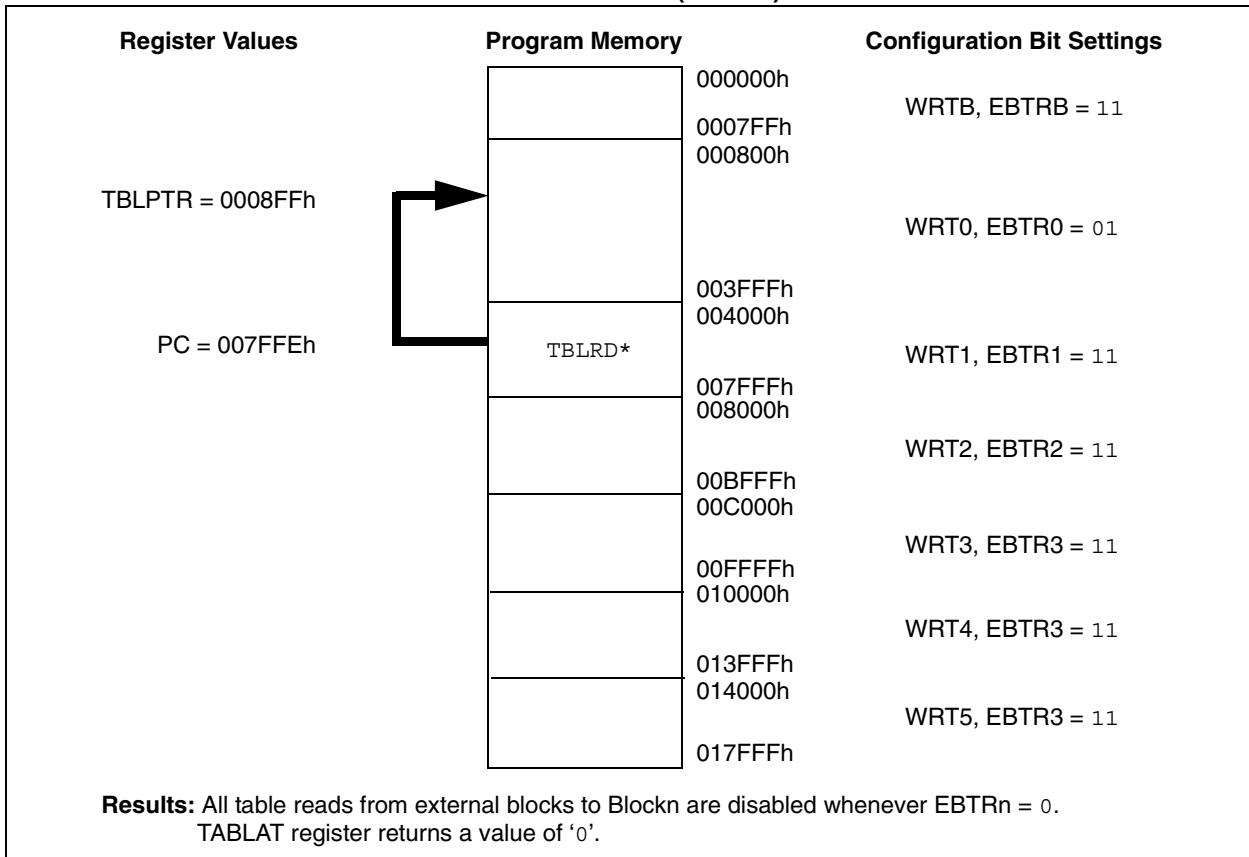 Register Values Program Memory Configuration Bit Settings
000000h
WRTB, EBTRB = 11
0007FFh
000800h
TBLPTR = 0008FFh
WRT0, EBTR0 = 01
003FFFh
004000h
PC = 007FFEh TBLRD*
WRT1, EBTR1 = 11
007FFFh
008000h
WRT2, EBTR2 = 11
00BFFFh
00C000h
WRT3, EBTR3 = 11
00FFFFh
010000h
WRT4, EBTR3 = 11
013FFFh
014000h
WRT5, EBTR3 = 11
017FFFh
Results: All table reads from external blocks to Blockn are disabled whenever EBTRn = 0.
TABLAT register returns a value of ‘0’.